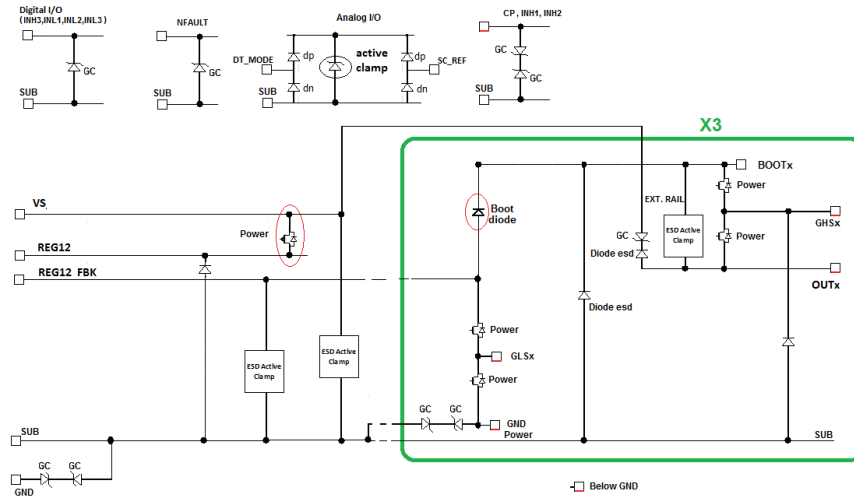 Digital I/O
(INH3,INL1,INL2,INL3)
NFAULT
Analog I/O
CP, INH1, INH2
GC
GC
DT_MODE
dp
dn
active
clamp
dp
dn
SC_REF
GC
GC
SUB
SUB
SUB
SUB
X3
BOOTx
Power
EXT. RAIL
VS
Boot
diode
GHSx
Power
GC
ESD Active
Clamp
Power
REG12
Diode esd
REG12 FBK
OUTx
Diode esd
Power
ESD Active
Clamp
ESD Active
Clamp
GLSx
Power
GC
GC
GND
Power
SUB
SUB
GC
GC
GND
Below GND